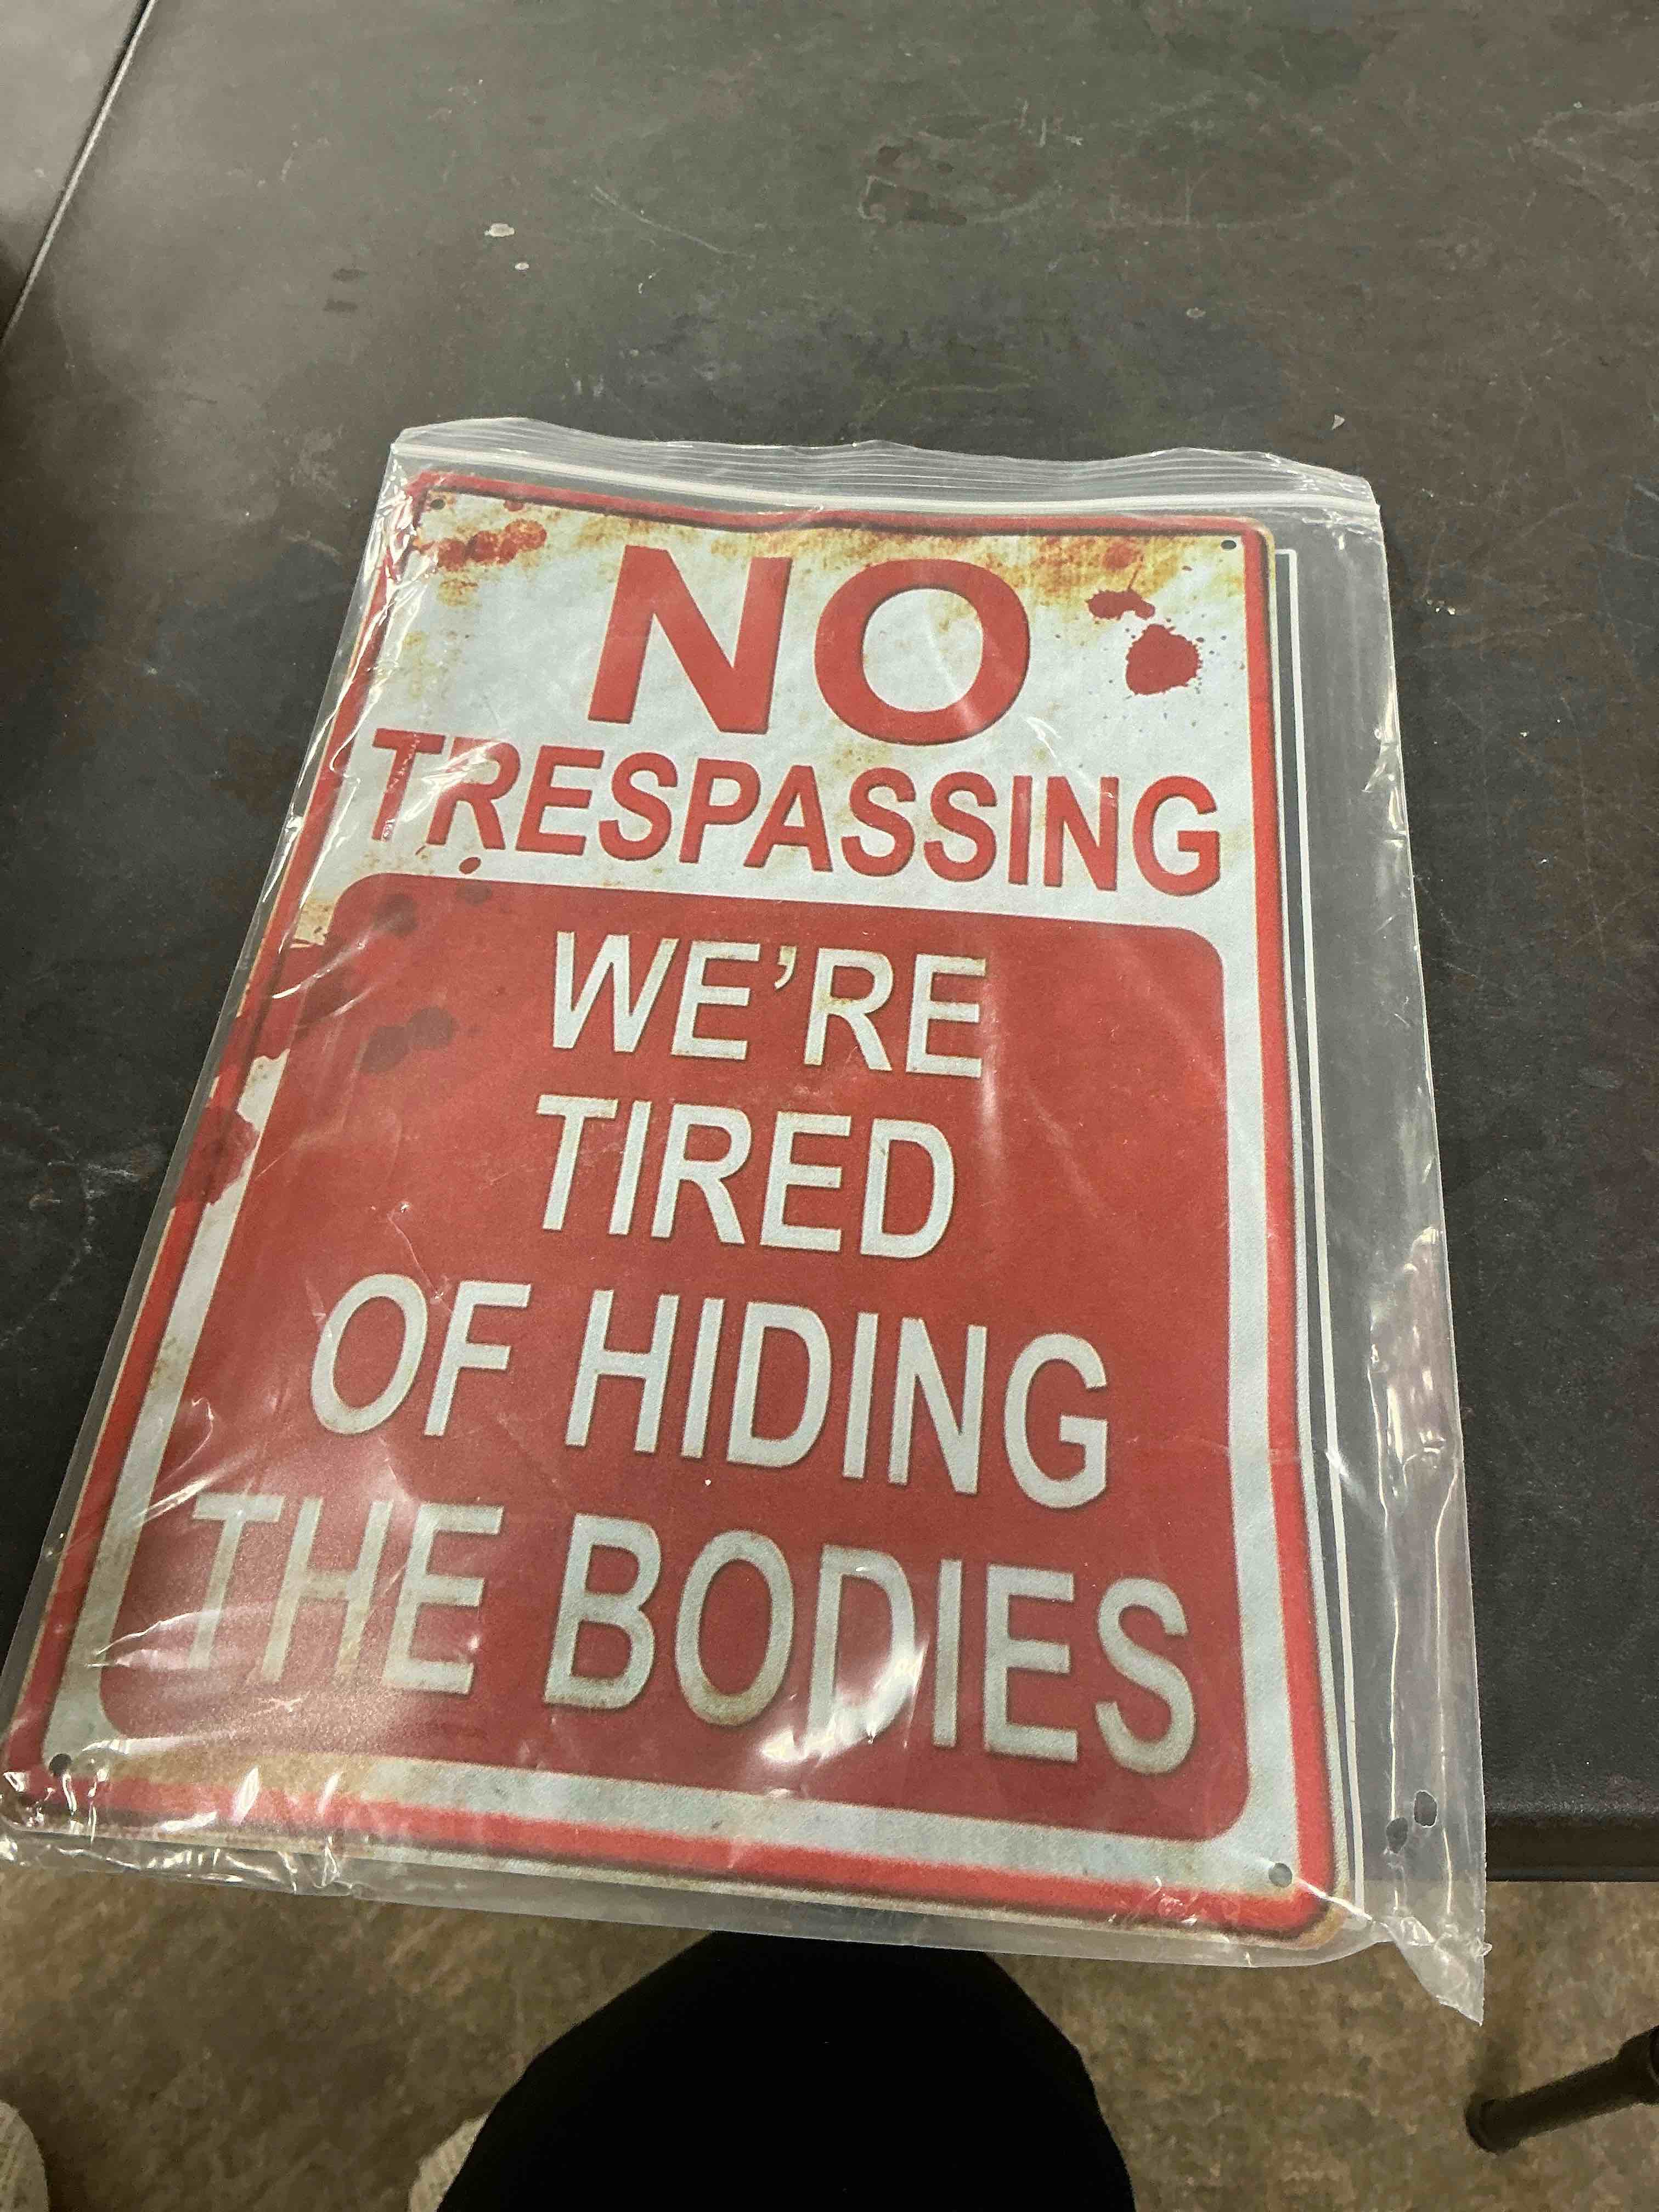 NO
TRESPASSING
WE'RE
TIRED
OF HIDING
THE BODIES